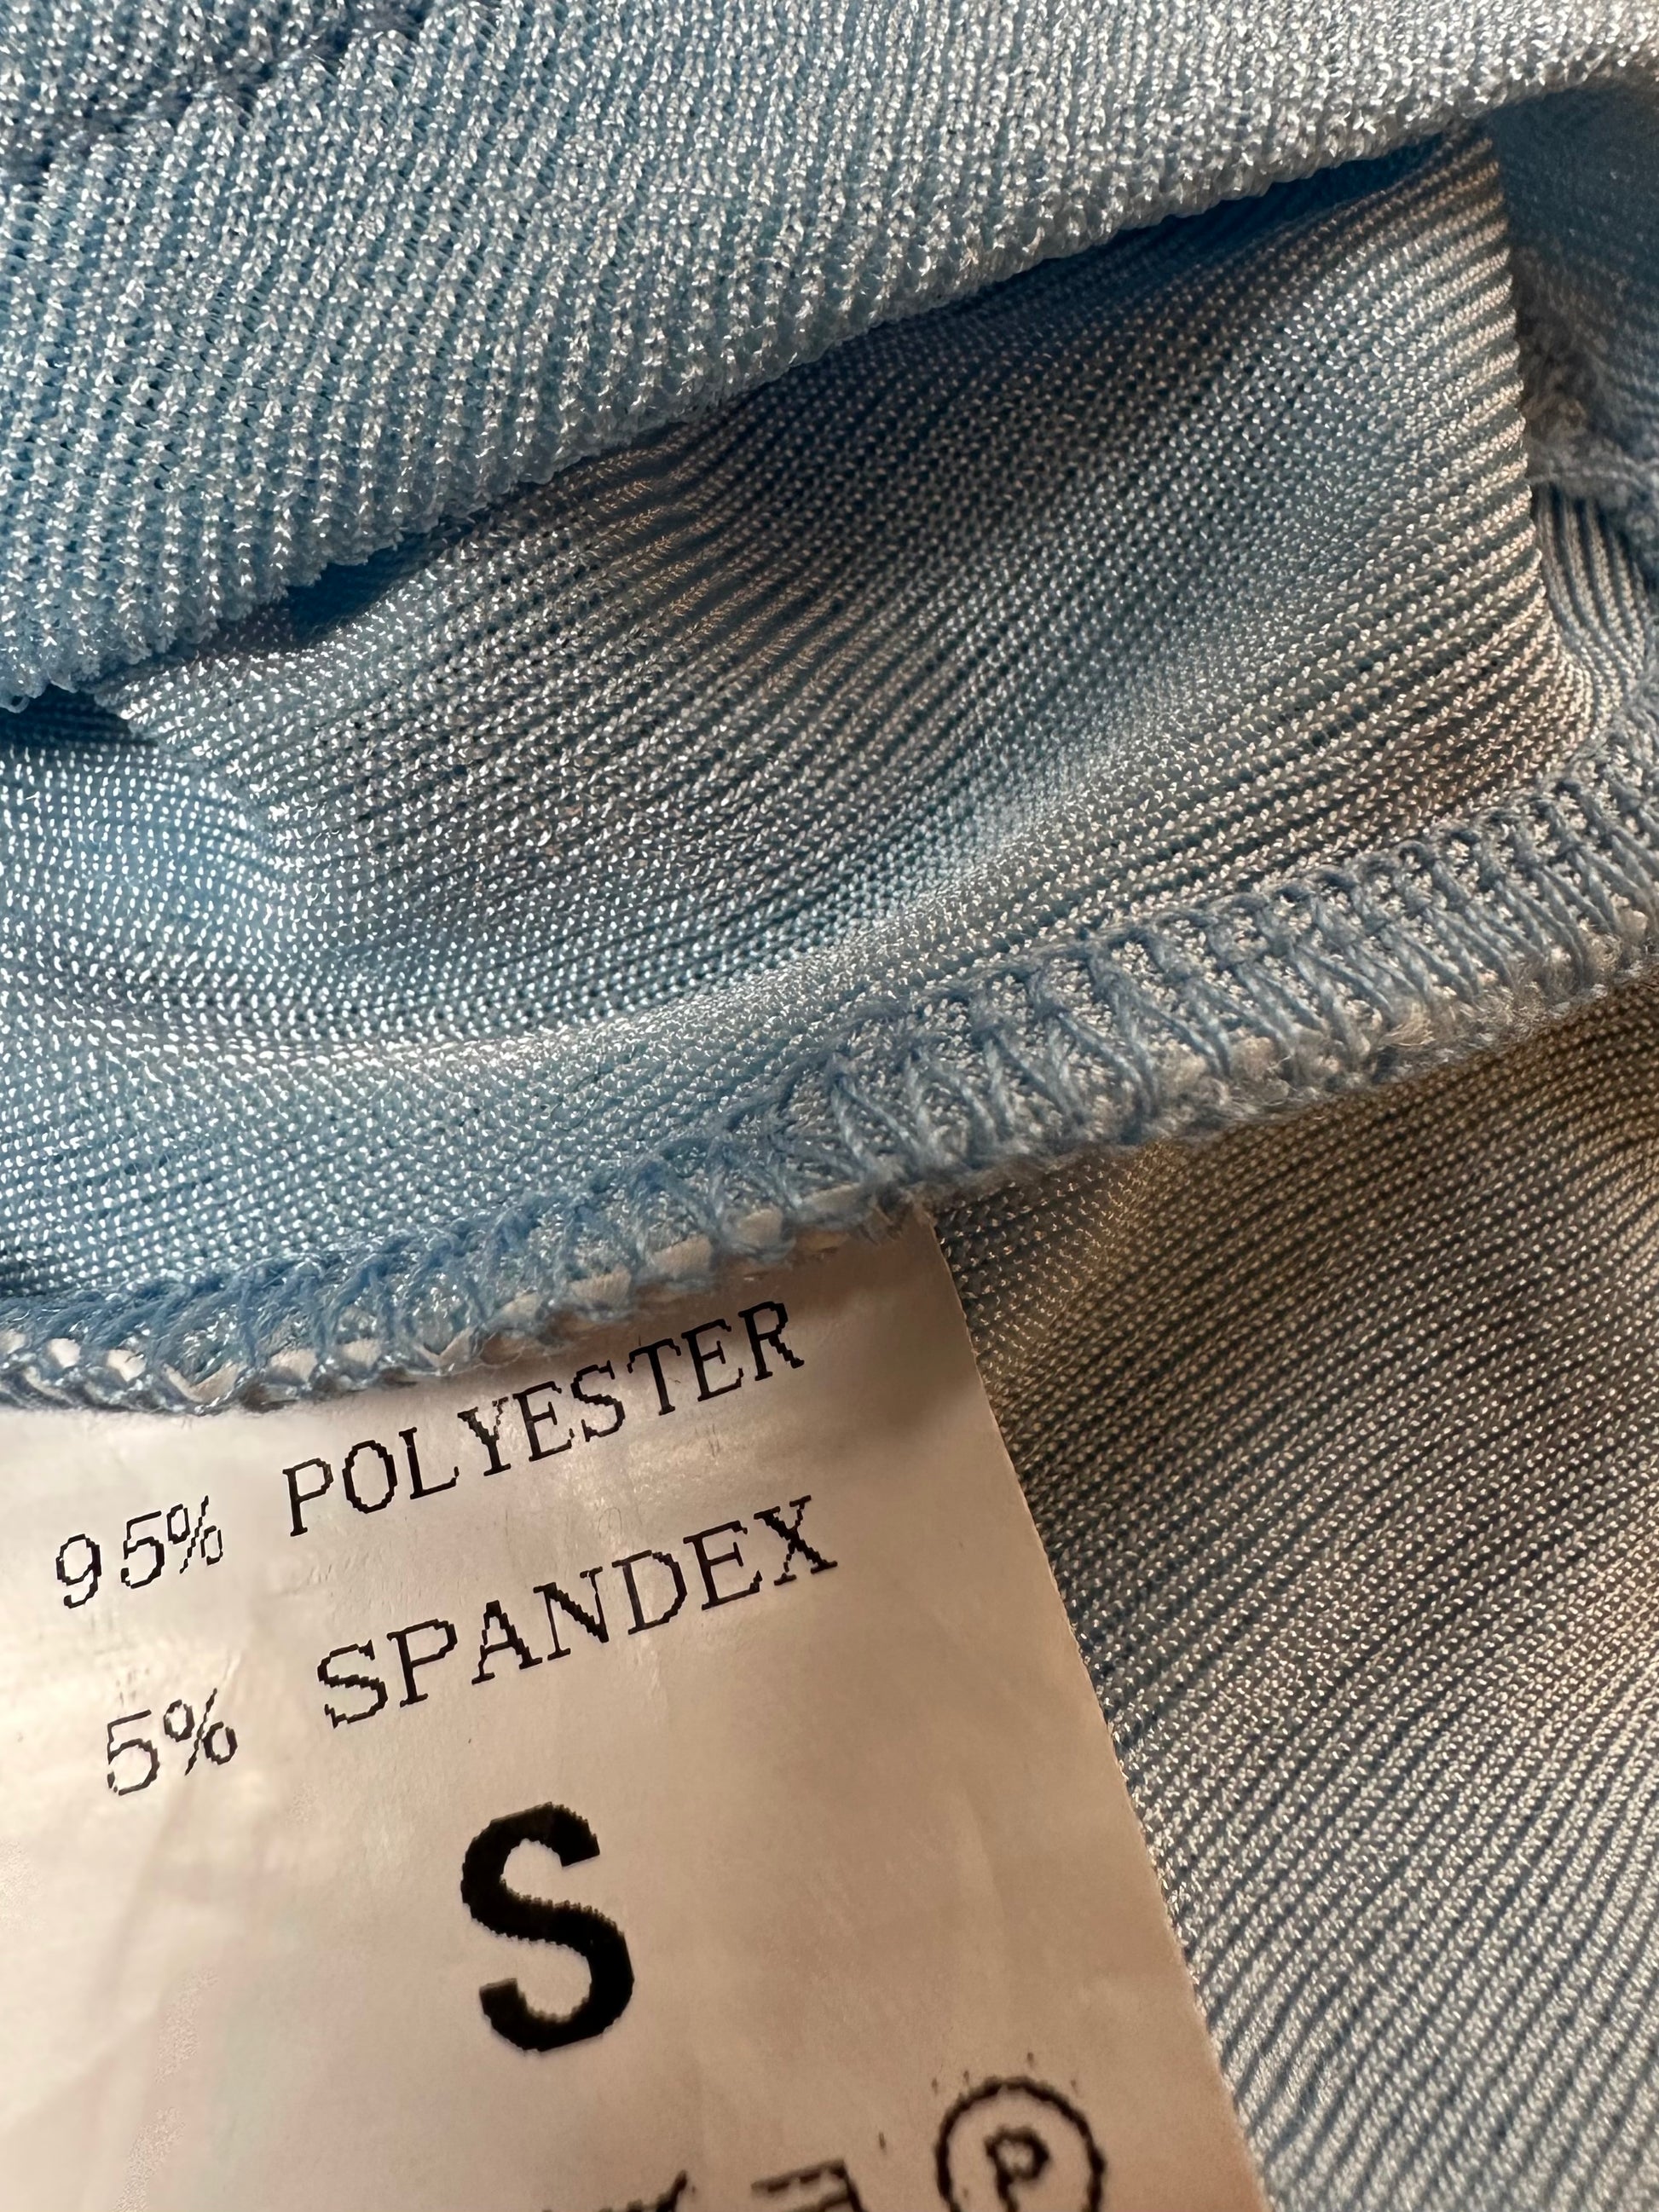 95% POLYESTER
5% SPANDEX
S
P